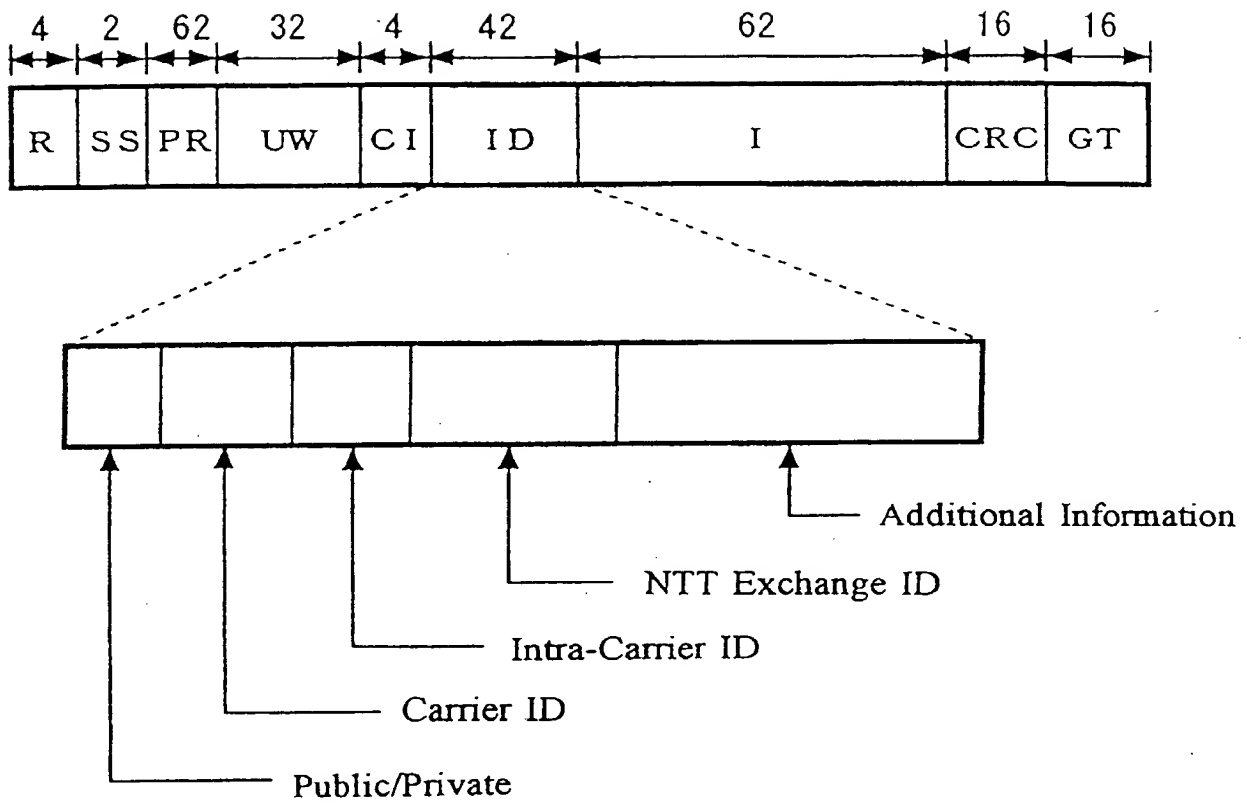 4 2 62 32 4 42 62 16 16
R SS PR UW CI ID I CRC GT
Additional Information
NTT Exchange ID
Intra-Carrier ID
Carrier ID
Public/Private